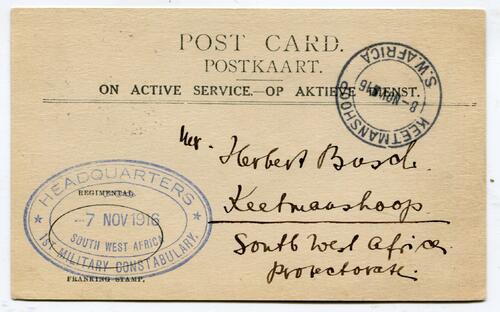 POST CARD.
POSTKAART.
ON ACTIVE SERVICE.—OP AKTIEVE DIENST.
KEETMANSHOOP
8-NOV 16
S.W. AFRICA
Mr. Herbert Busch
Keetmanshoop
South West Africa
Protectorate.
HEADQUARTERS
REGIMENTAL
-7 NOV 1916
SOUTH WEST AFRICA
1ST MILITARY CONSTABULARY.
FRANKING STAMP.